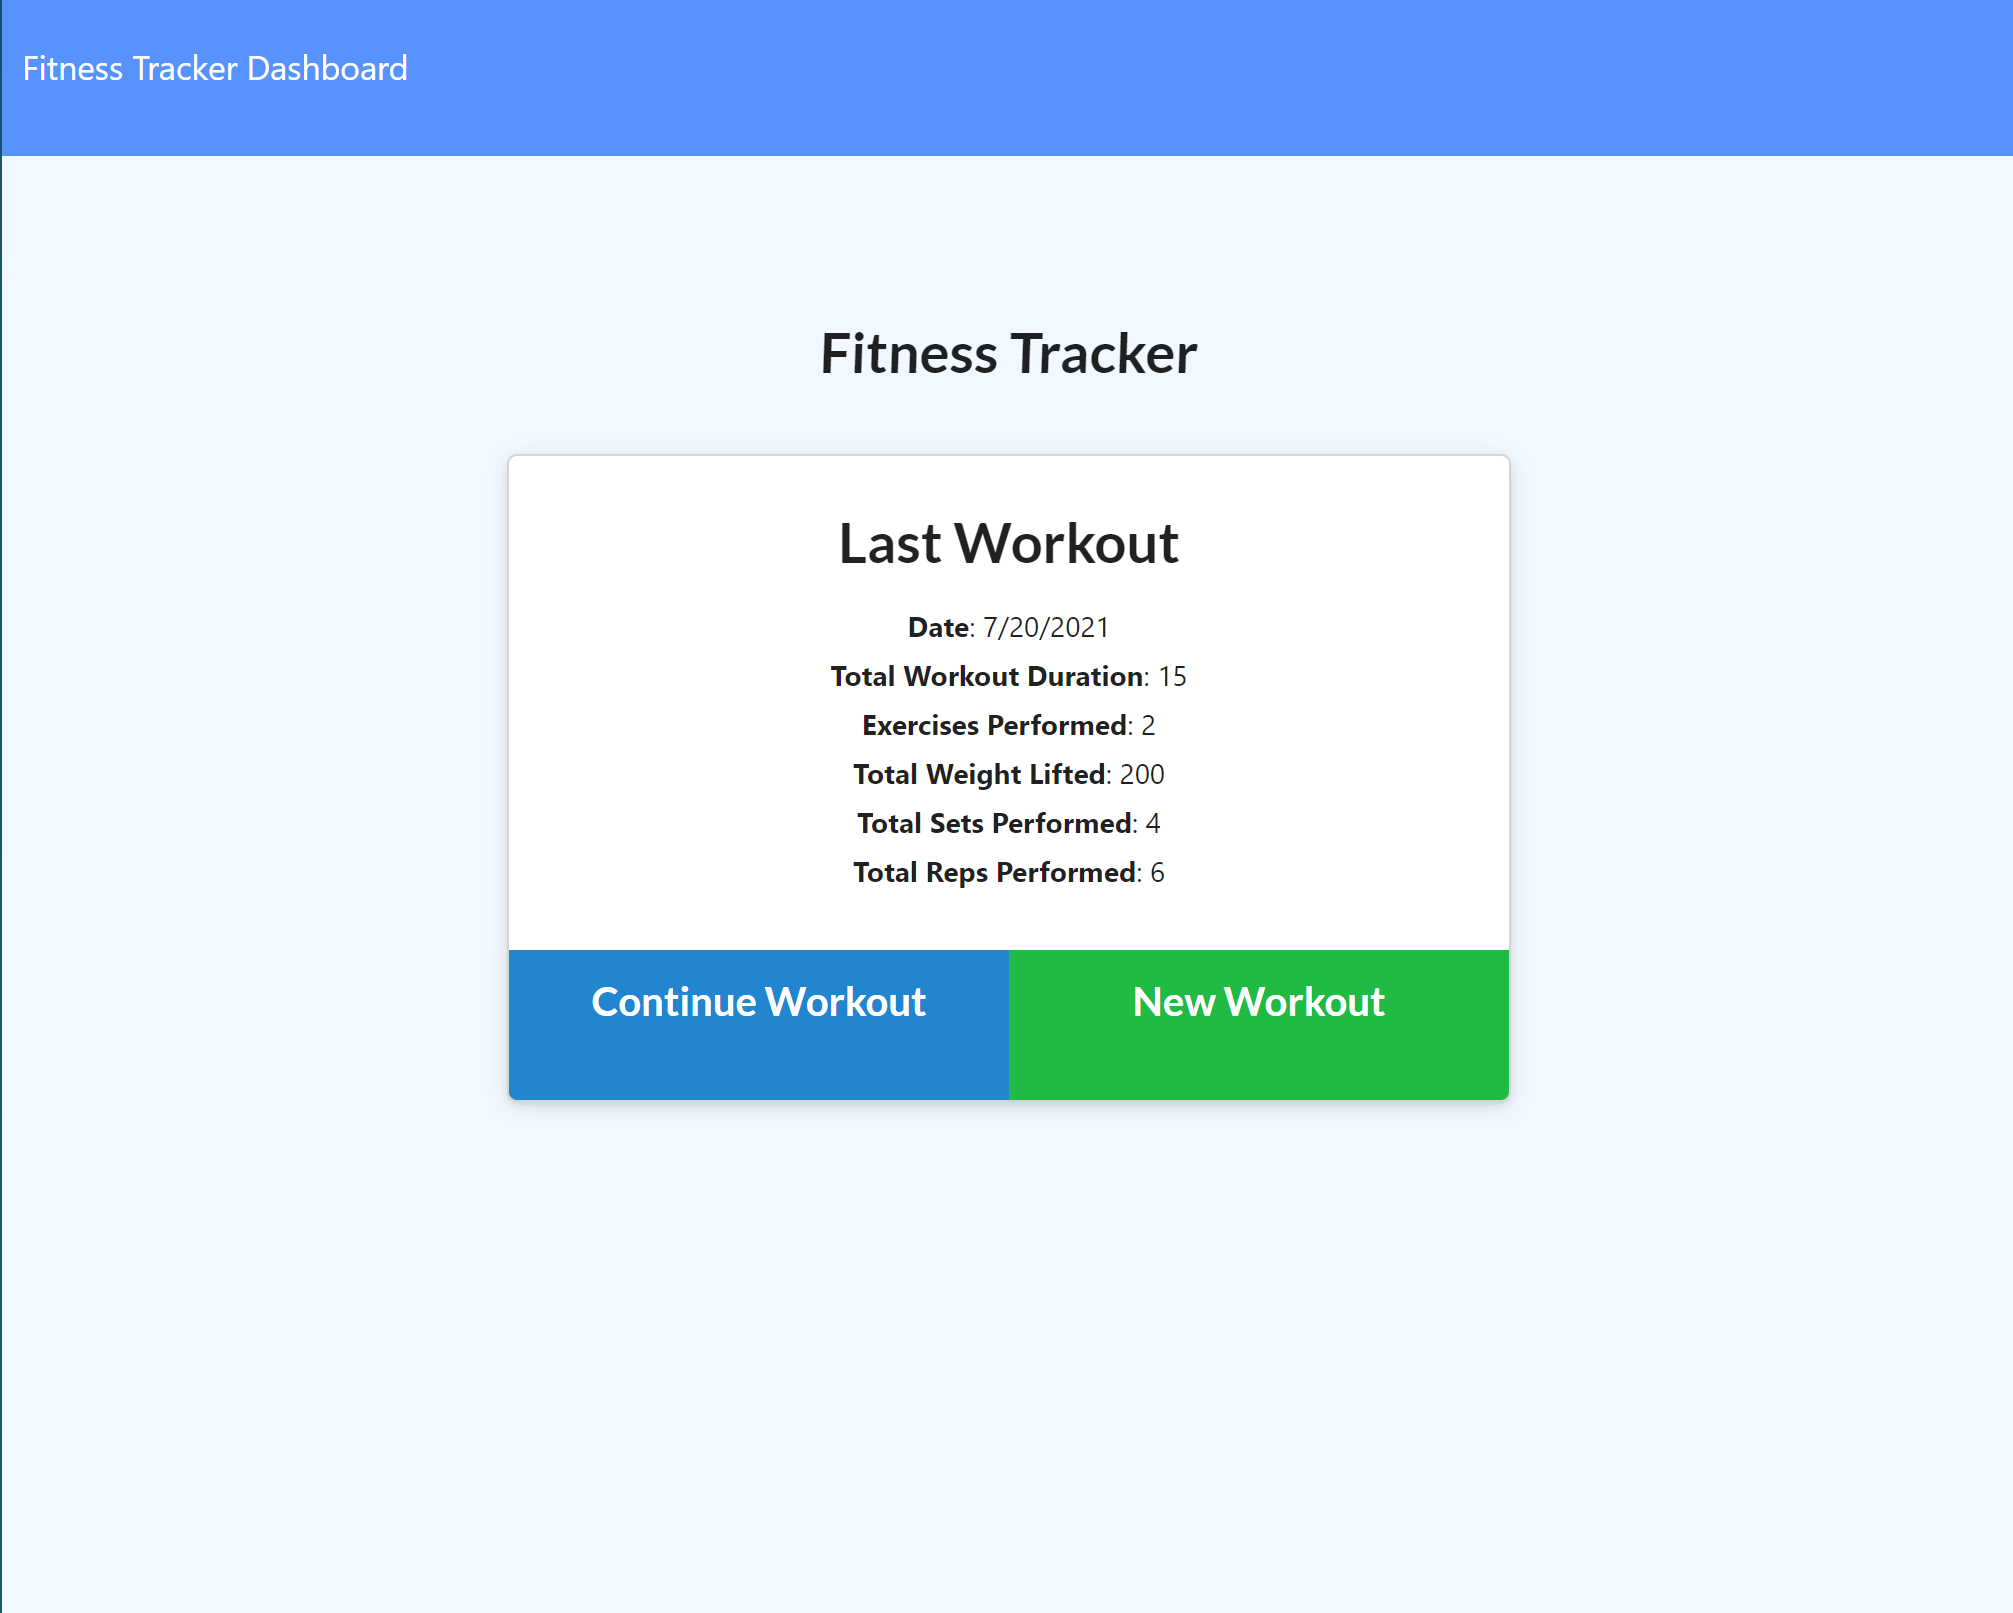 Fitness Tracker Dashboard
Fitness Tracker
Last Workout
Date: 7/20/2021
Total Workout Duration: 15
Exercises Performed: 2
Total Weight Lifted: 200
Total Sets Performed: 4
Total Reps Performed: 6
Continue Workout
New Workout